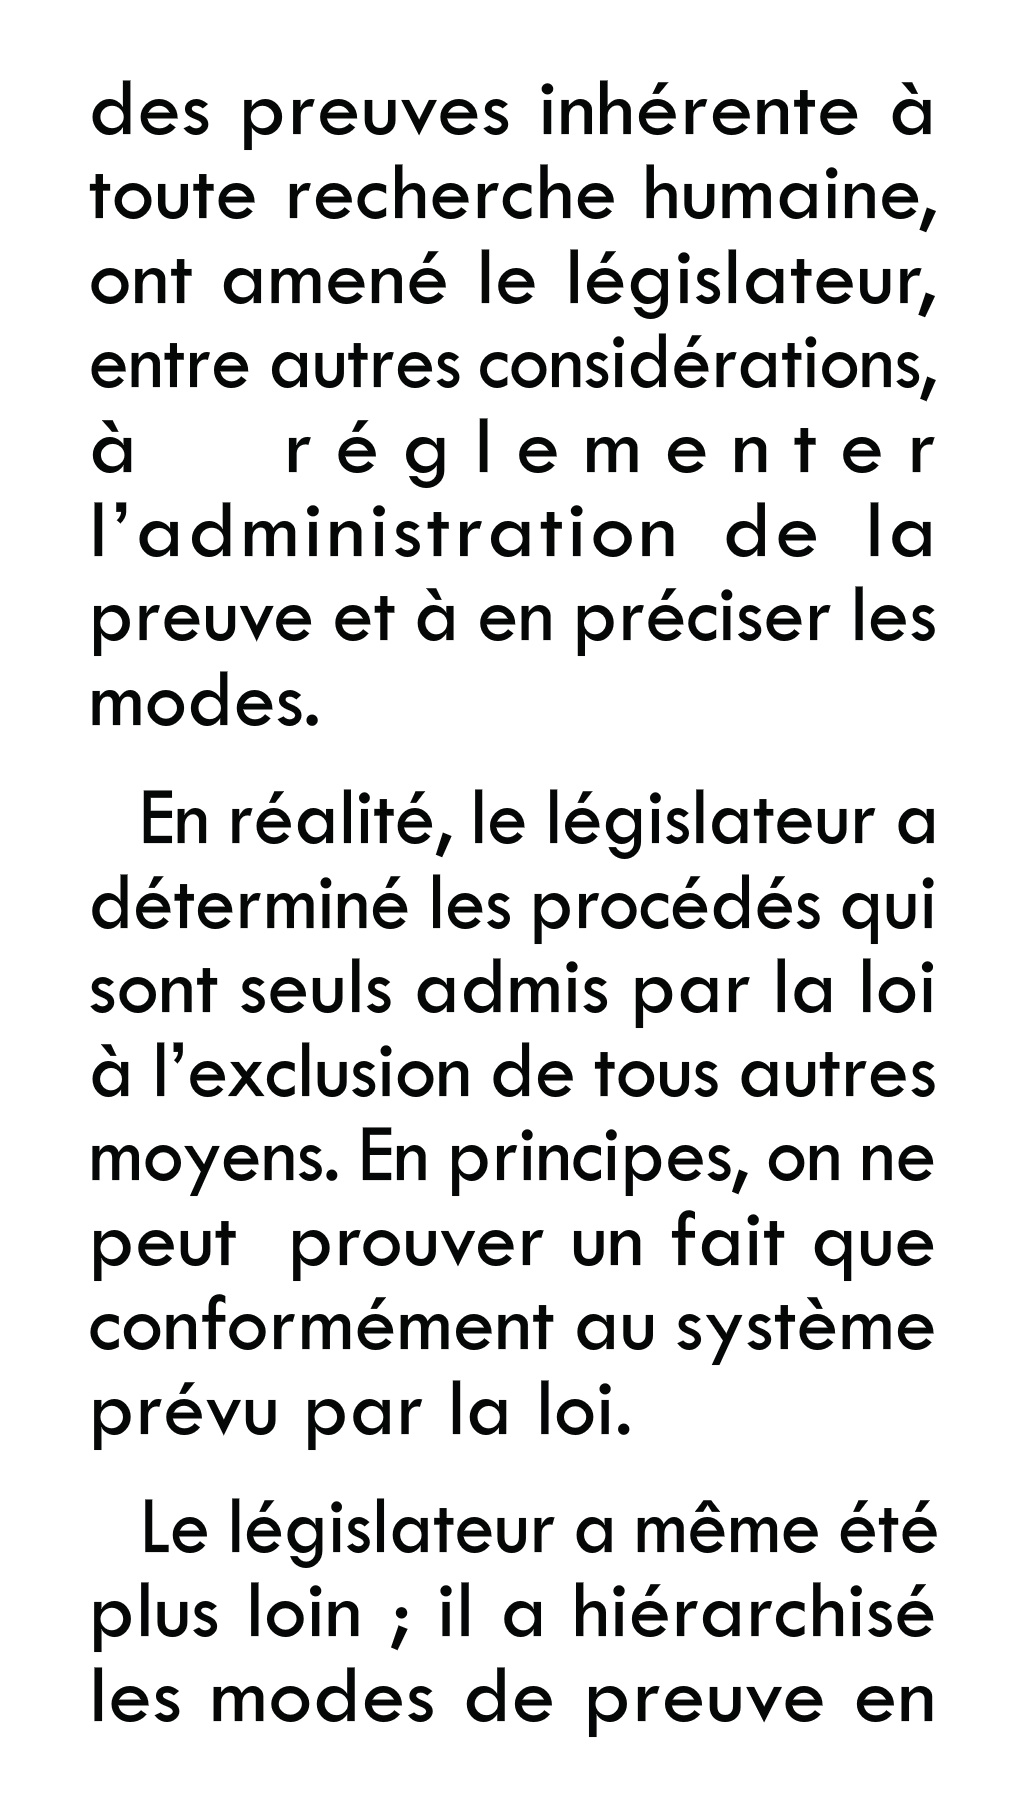 des preuves inhérente à
toute recherche humaine,
ont amené le législateur,
entre autres considérations,
à réglementer
l’administration de la
preuve et à en préciser les
modes.
En réalité, le législateur a
déterminé les procédés qui
sont seuls admis par la loi
à l’exclusion de tous autres
moyens. En principes, on ne
peut prouver un fait que
conformément au système
prévu par la loi.
Le législateur a même été
plus loin ; il a hiérarchisé
les modes de preuve en